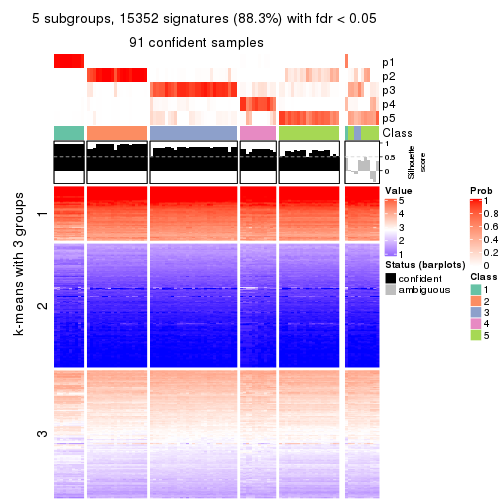 5 subgroups, 15352 signatures (88.3%) with fdr < 0.05
91 confident samples
p1
p2
p3
p4
p5
Class
1
0.5
0
Silhouette
score
k-means with 3 groups
1
2
3
Value
5
4
3
2
1
Status (barplots)
confident
ambiguous
Prob
1
0.8
0.6
0.4
0.2
0
Class
1
2
3
4
5